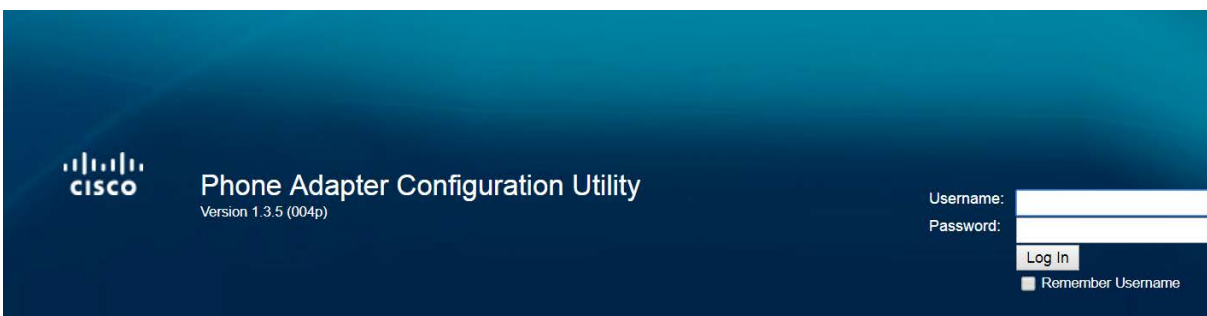 CISCO
Phone Adapter Configuration Utility
Version 1.3.5 (004p)
Username:
Password:
Log In
Remember Username